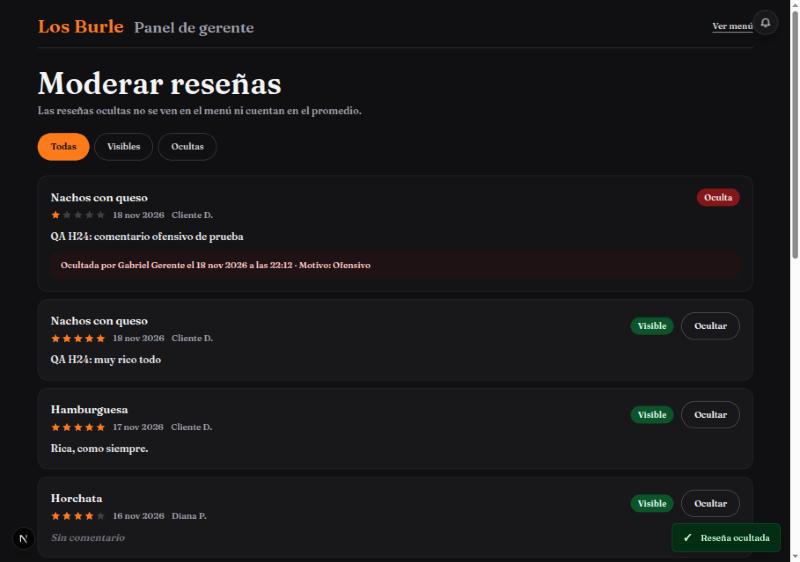 Los Burle Panel de gerente
Ver menú
Moderar reseñas
Las reseñas ocultas no se ven en el menú ni cuentan en el promedio.
Todas Visibles Ocultas
Nachos con queso
Oculta
18 nov 2026 Cliente D.
QA H24: comentario ofensivo de prueba
Ocultada por Gabriel Gerente el 18 nov 2026 a las 22:12 · Motivo: Ofensivo
Nachos con queso
Visible Ocultar
18 nov 2026 Cliente D.
QA H24: muy rico todo
Hamburguesa
Visible Ocultar
17 nov 2026 Cliente D.
Rica, como siempre.
Horchata
Visible Ocultar
16 nov 2026 Diana P.
Sin comentario
N
✓ Reseña ocultada